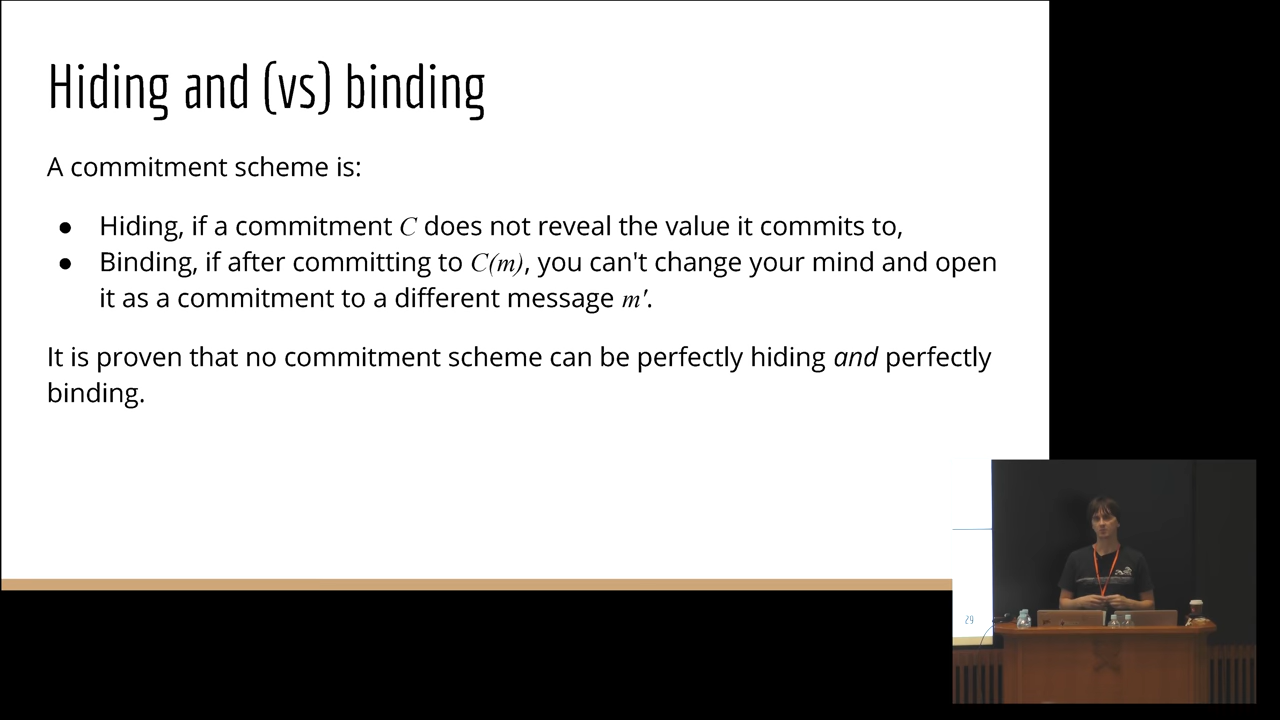 Hiding and (vs) binding
A commitment scheme is:
● Hiding, if a commitment C does not reveal the value it commits to,
● Binding, if after committing to C(m), you can't change your mind and open
it as a commitment to a different message m'.
It is proven that no commitment scheme can be perfectly hiding and perfectly
binding.
29